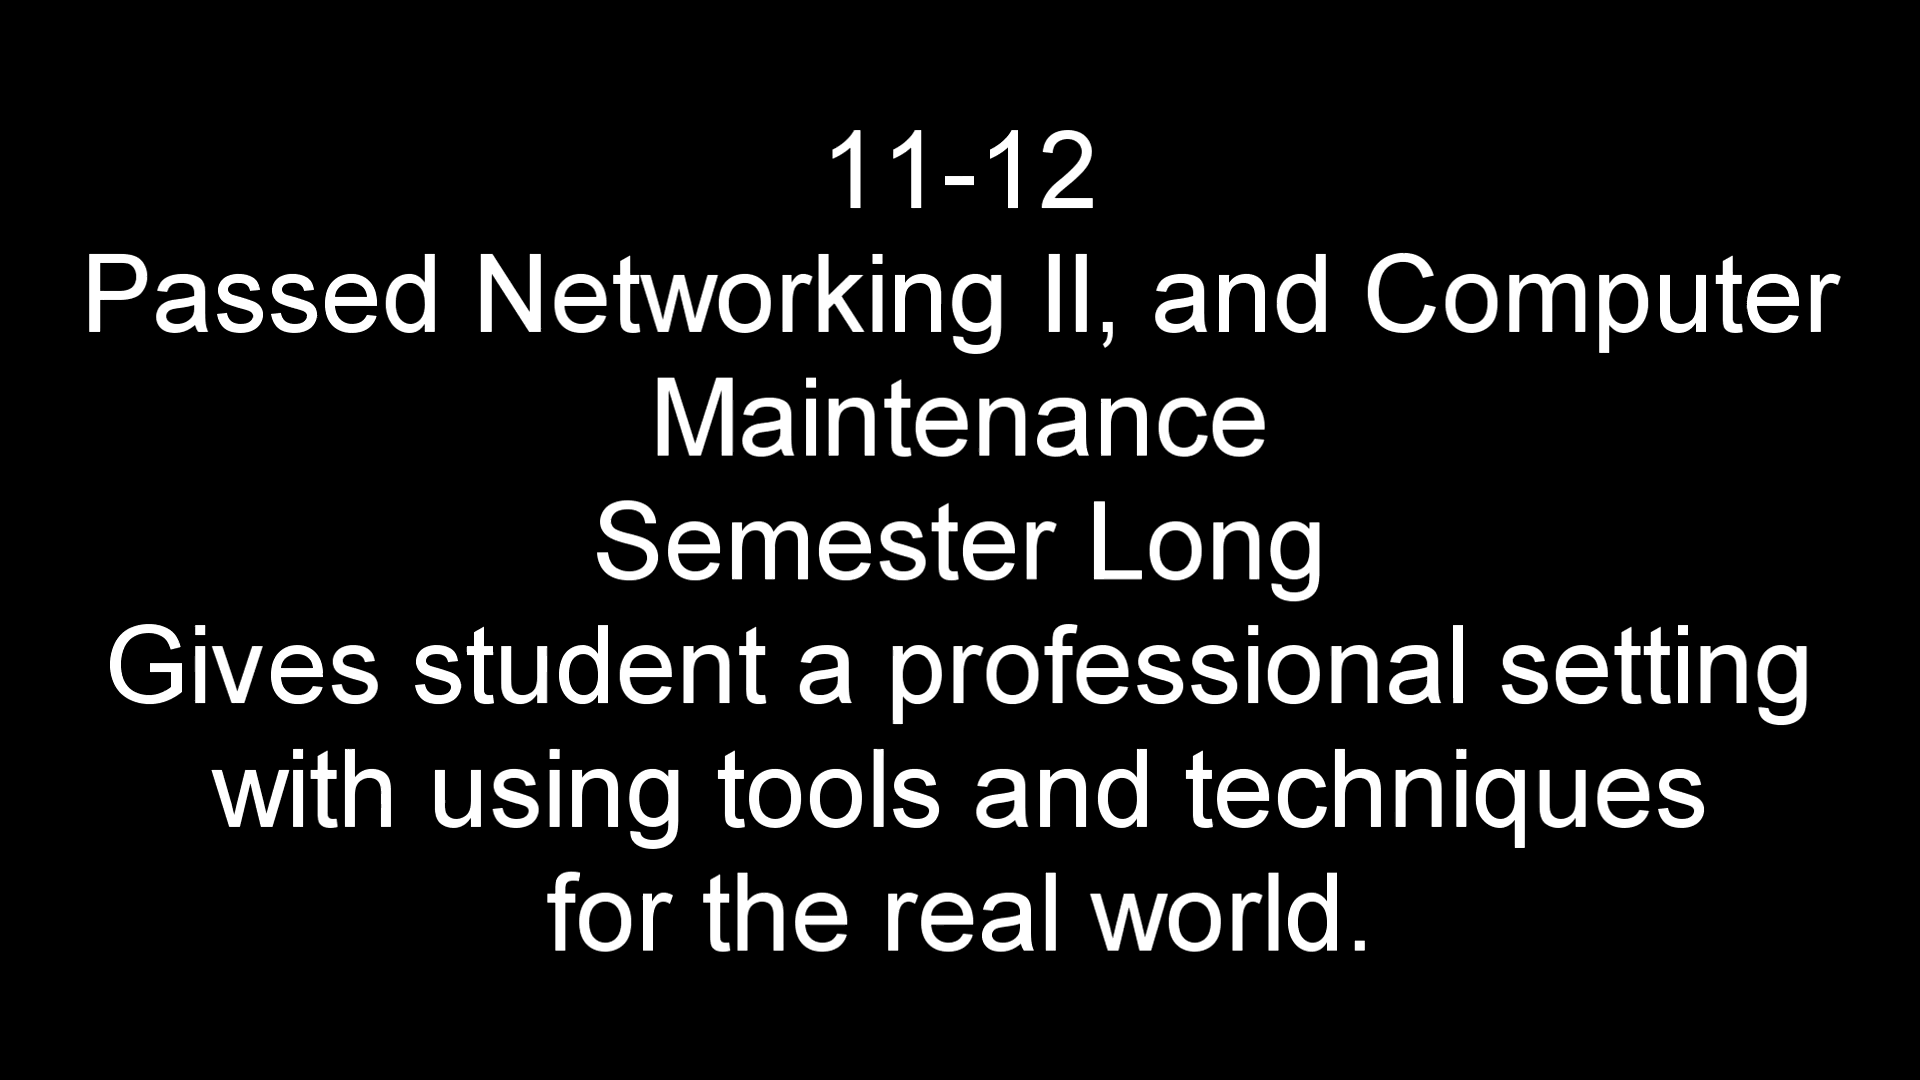 11-12
Passed Networking II, and Computer
Maintenance
Semester Long
Gives student a professional setting
with using tools and techniques
for the real world.